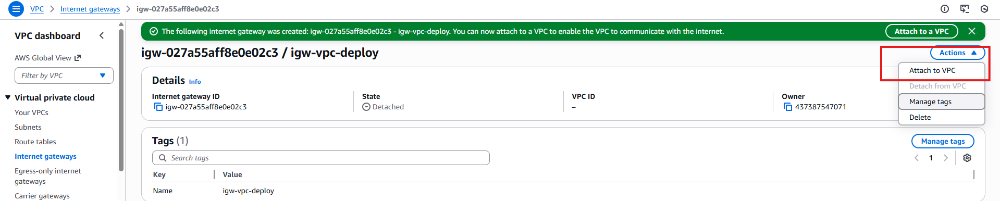 VPC > Internet gateways > igw-027a55aff8e0e02c3
VPC dashboard
AWS Global View
Filter by VPC
Virtual private cloud
Your VPCs
Subnets
Route tables
Internet gateways
Egress-only internet
gateways
Carrier gateways
The following internet gateway was created: igw-027a55aff8e0e02c3 - igw-vpc-deploy. You can now attach to a VPC to enable the VPC to communicate with the internet.
Attach to a VPC
igw-027a55aff8e0e02c3 / igw-vpc-deploy
Actions
Attach to VPC
Detach from VPC
Manage tags
Delete
Details Info
Internet gateway ID
igw-027a55aff8e0e02c3
State
Detached
VPC ID
–
Owner
437387547071
Tags (1)
Manage tags
Search tags
1
Key Value
Name igw-vpc-deploy